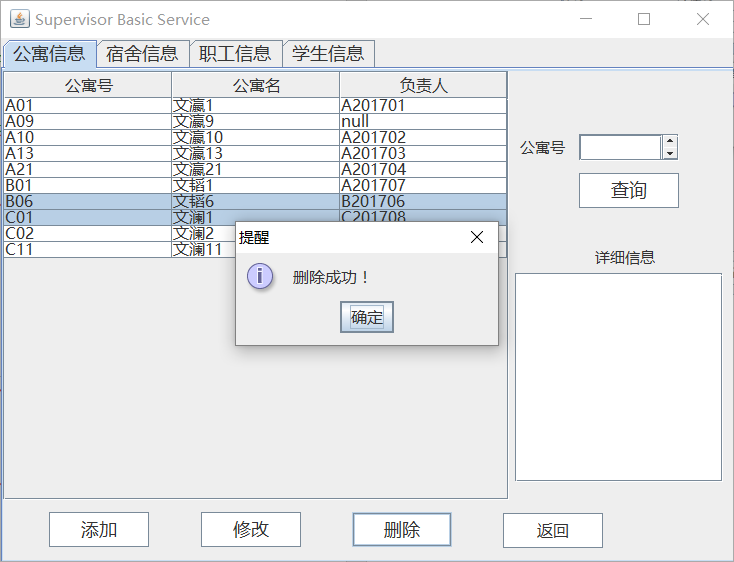 Supervisor Basic Service
公寓信息 宿舍信息 职工信息 学生信息
公寓号 公寓名 负责人
A01 文瀛1 A201701
A09 文瀛9 null
A10 文瀛10 A201702
A13 文瀛13 A201703
A21 文瀛21 A201704
B01 文韬1 A201707
B06 文韬6 B201706
C01 文澜1 C201708
C02 文澜2
C11 文澜11
公寓号
查询
详细信息
提醒
删除成功！
确定
添加 修改 删除 返回